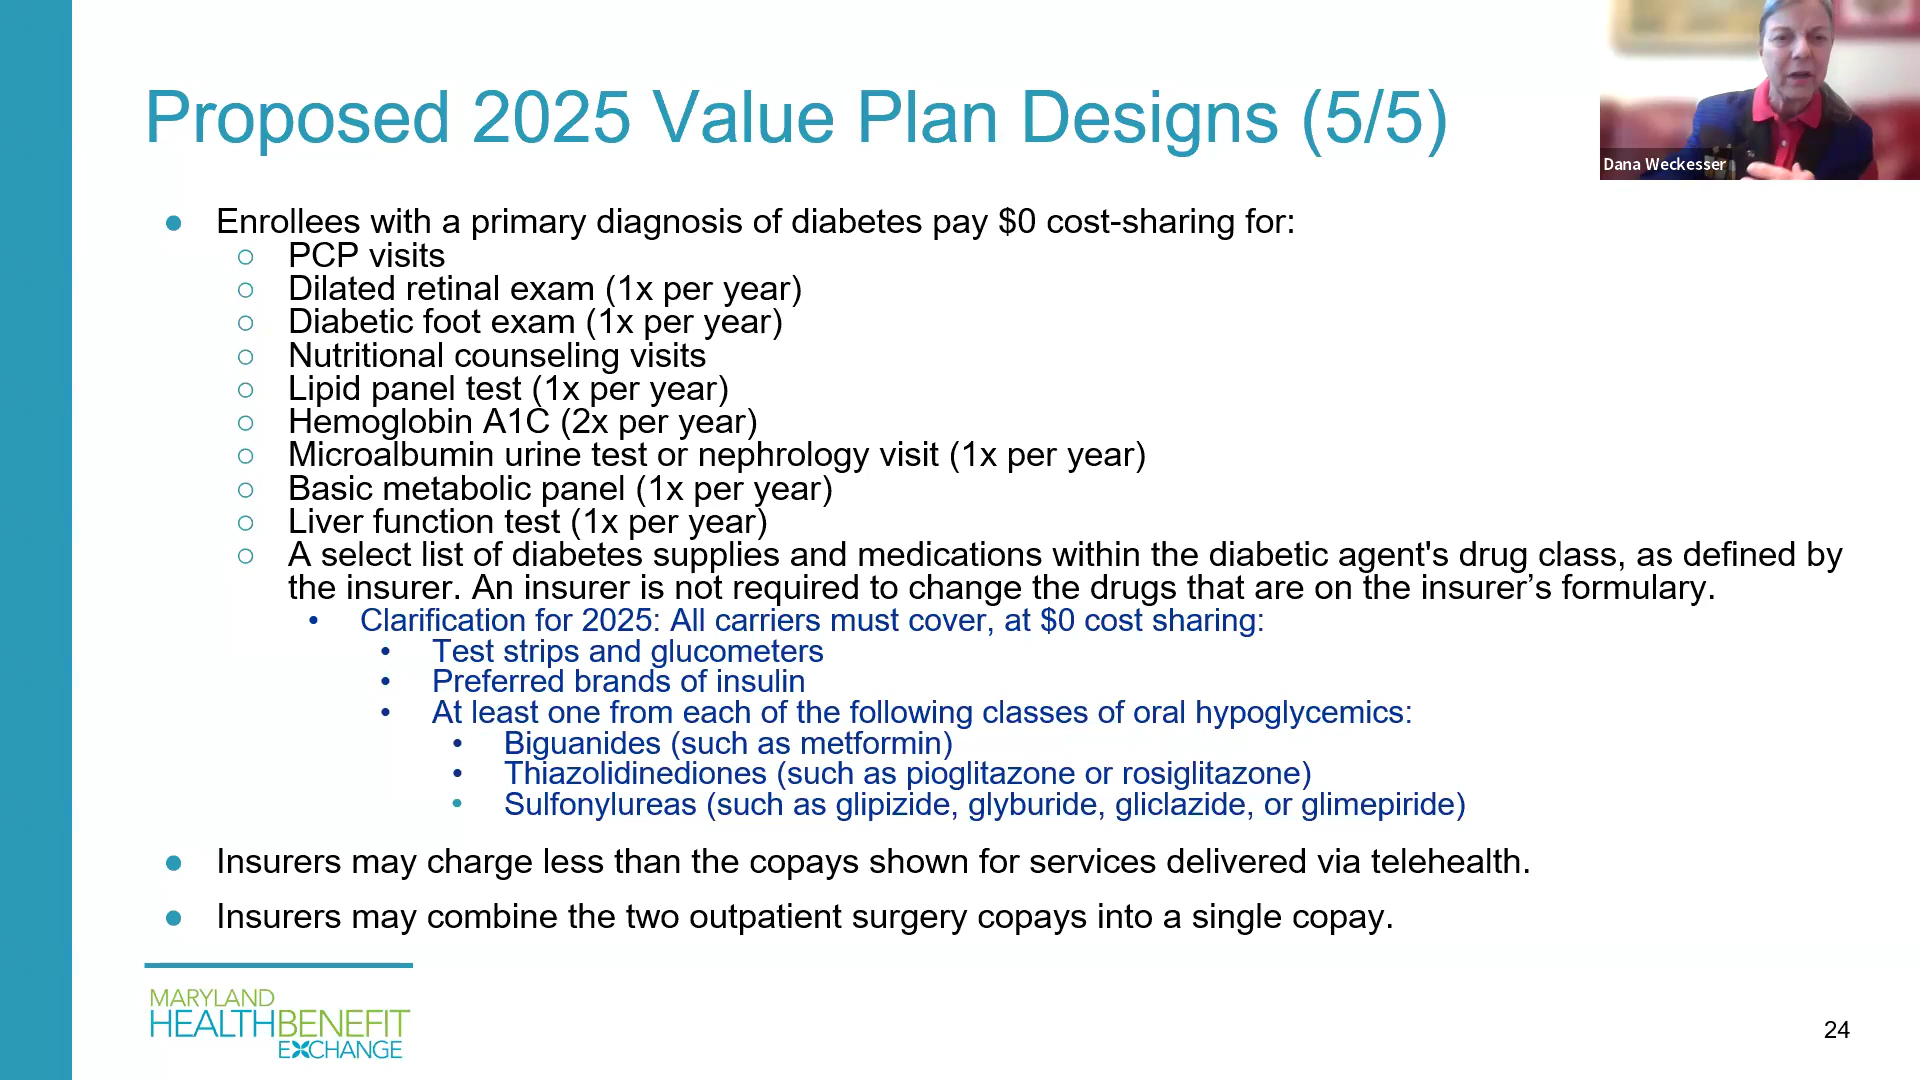 Proposed 2025 Value Plan Designs (5/5)
Dana Weckesser
● Enrollees with a primary diagnosis of diabetes pay $0 cost-sharing for:
○ PCP visits
○ Dilated retinal exam (1x per year)
○ Diabetic foot exam (1x per year)
○ Nutritional counseling visits
○ Lipid panel test (1x per year)
○ Hemoglobin A1C (2x per year)
○ Microalbumin urine test or nephrology visit (1x per year)
○ Basic metabolic panel (1x per year)
○ Liver function test (1x per year)
○ A select list of diabetes supplies and medications within the diabetic agent's drug class, as defined by
the insurer. An insurer is not required to change the drugs that are on the insurer’s formulary.
• Clarification for 2025: All carriers must cover, at $0 cost sharing:
• Test strips and glucometers
• Preferred brands of insulin
• At least one from each of the following classes of oral hypoglycemics:
• Biguanides (such as metformin)
• Thiazolidinediones (such as pioglitazone or rosiglitazone)
• Sulfonylureas (such as glipizide, glyburide, gliclazide, or glimepiride)
● Insurers may charge less than the copays shown for services delivered via telehealth.
● Insurers may combine the two outpatient surgery copays into a single copay.
MARYLAND
HEALTHBENEFIT
EXCHANGE
24